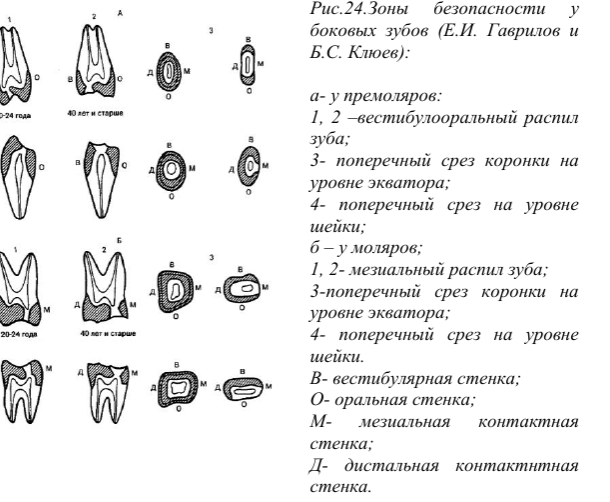 1
2
А
3
В
В
Д
М
Д
М
О
В
О
О
О
0-24 года
40 лет и старше
В
В
О
В
О
Д
М
Д
М
О
О
1
2
Б
3
В
В
Д
М
Д
М
М
Д
М
О
О
20-24 года
40 лет и старше
В
В
М
Д
М
Д
М
Д
М
О
О
Рис.24.Зоны безопасности у
боковых зубов (Е.И. Гаврилов и
Б.С. Клюев):
а- у премоляров:
1, 2 –вестибулооральный распил
зуба;
3- поперечный срез коронки на
уровне экватора;
4- поперечный срез на уровне
шейки;
б – у моляров;
1, 2- мезиальный распил зуба;
3-поперечный срез коронки на
уровне экватора;
4- поперечный срез на уровне
шейки.
В- вестибулярная стенка;
О- оральная стенка;
М- мезиальная контактная
стенка;
Д- дистальная контактнтная
стенка.